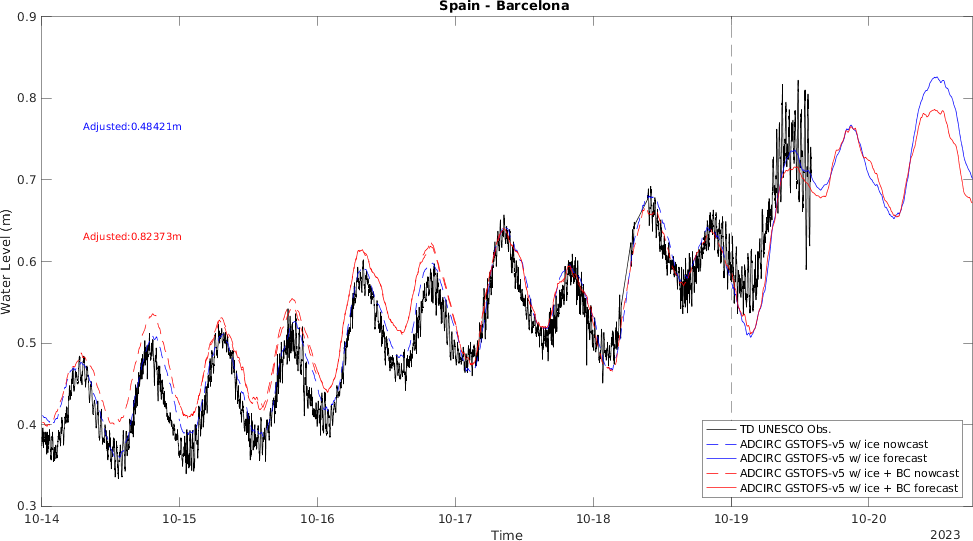 Spain - Barcelona
0.9
0.8
0.7
0.6
0.5
0.4
0.3
Water Level (m)
Adjusted:0.48421m
Adjusted:0.82373m
TD UNESCO Obs.
ADCIRC GSTOFS-v5 w/ ice nowcast
ADCIRC GSTOFS-v5 w/ ice forecast
ADCIRC GSTOFS-v5 w/ ice + BC nowcast
ADCIRC GSTOFS-v5 w/ ice + BC forecast
10-14 10-15 10-16 10-17 10-18 10-19 10-20
Time
2023